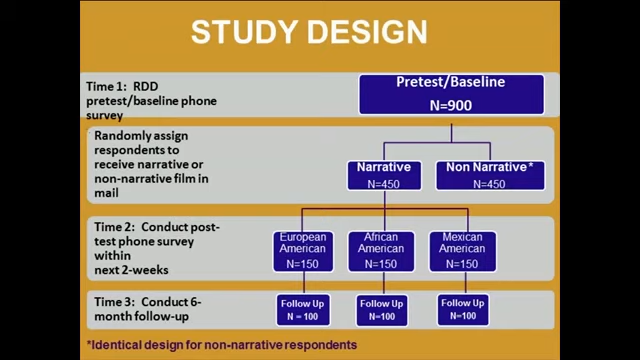 STUDY DESIGN
Time 1: RDD
pretest/baseline phone
survey
Pretest/Baseline
N=900
Randomly assign
respondents to
receive narrative or
non-narrative film in
mail
Narrative
N=450
Non Narrative*
N=450
Time 2: Conduct post-
test phone survey
within
next 2-weeks
European
American
N=150
African
American
N=150
Mexican
American
N=150
Time 3: Conduct 6-
month follow-up
Follow Up
N = 100
Follow Up
N=100
Follow Up
N=100
*Identical design for non-narrative respondents